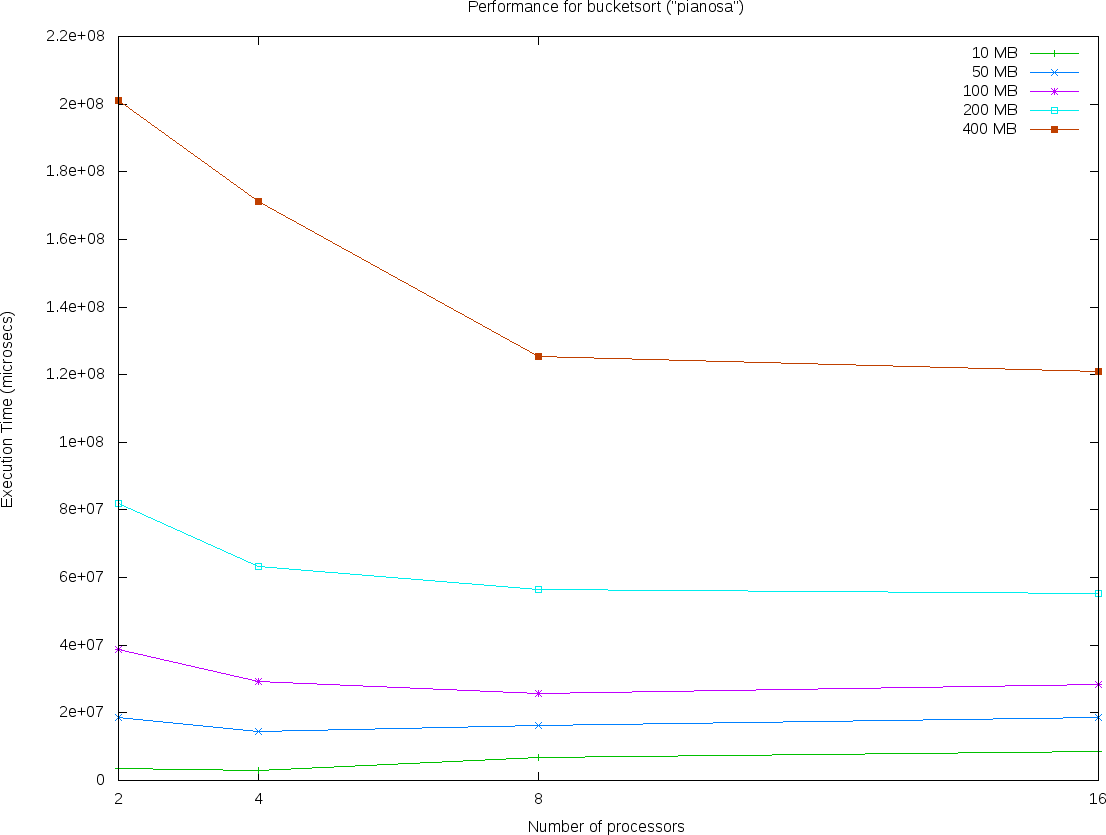 Performance for bucketsort ("pianosa")
2.2e+08
2e+08
1.8e+08
1.6e+08
1.4e+08
1.2e+08
1e+08
8e+07
6e+07
4e+07
2e+07
0
10 MB
50 MB
100 MB
200 MB
400 MB
Execution Time (microsecs)
2 4 8 16
Number of processors